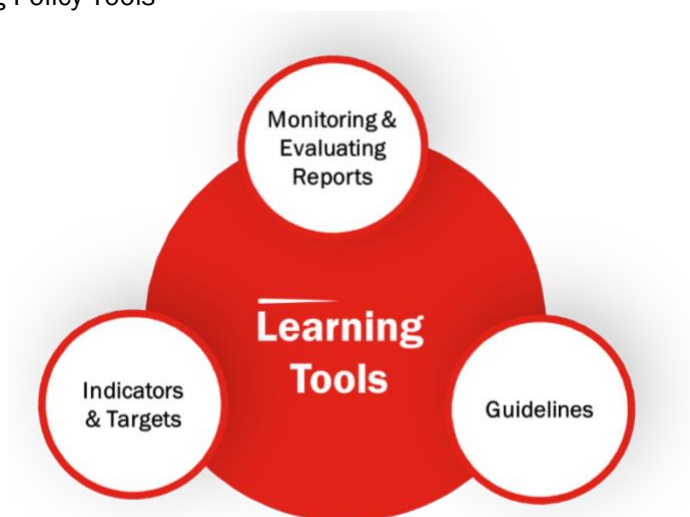 Policy Tools
Monitoring &
Evaluating
Reports
Learning
Tools
Indicators
& Targets
Guidelines